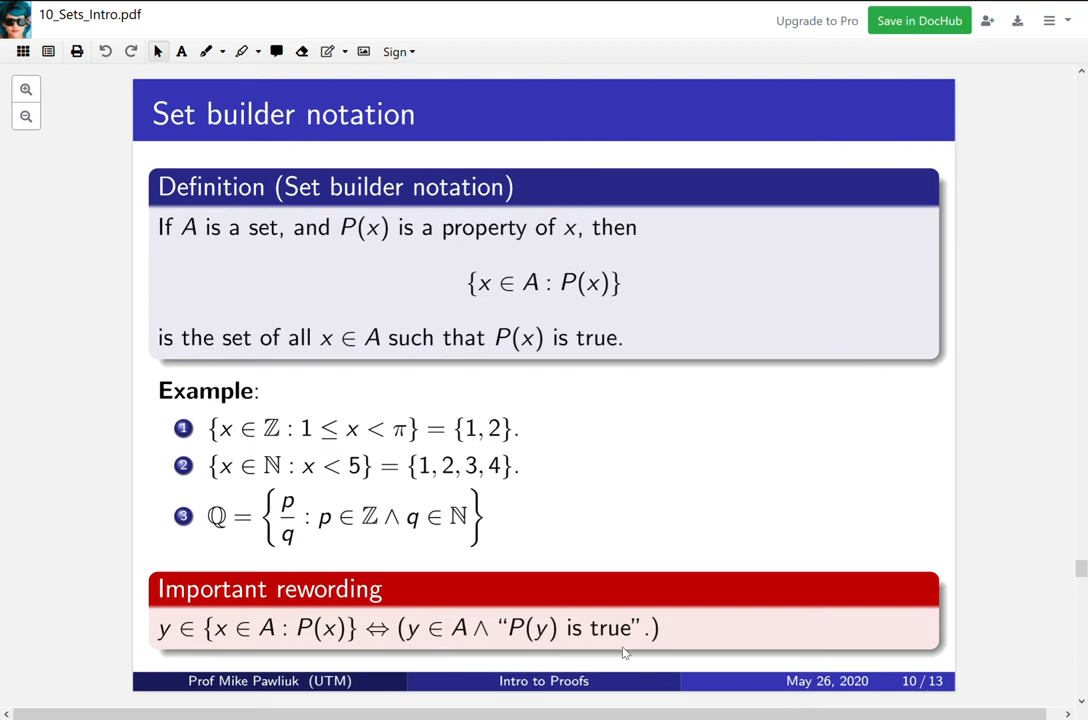 10_Sets_Intro.pdf
Upgrade to Pro
Save in DocHub
A
Sign
Set builder notation
Definition (Set builder notation)
If A is a set, and P(x) is a property of x, then
{x ∈ A : P(x)}
is the set of all x ∈ A such that P(x) is true.
Example:
1 {x ∈ ℤ : 1 ≤ x < π} = {1, 2}.
2 {x ∈ ℕ : x < 5} = {1, 2, 3, 4}.
3 ℚ = {p/q : p ∈ ℤ ∧ q ∈ ℕ}
Important rewording
y ∈ {x ∈ A : P(x)} ⇔ (y ∈ A ∧ “P(y) is true”.)
Prof Mike Pawliuk (UTM) Intro to Proofs May 26, 2020 10 / 13